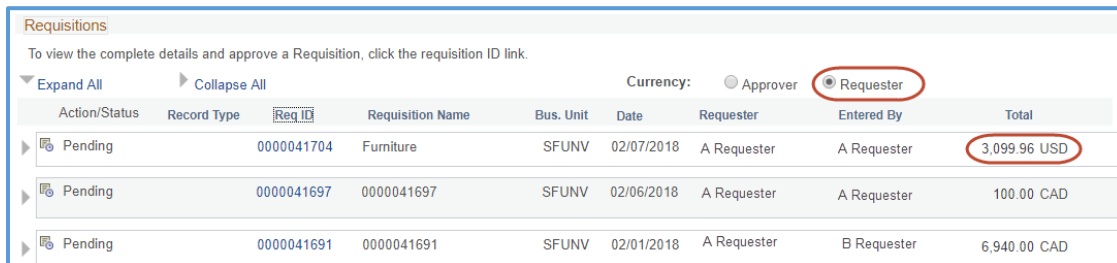 Requisitions
To view the complete details and approve a Requisition, click the requisition ID link.
Expand All Collapse All Currency: Approver Requester
Action/Status Record Type Req ID Requisition Name Bus. Unit Date Requester Entered By Total
Pending 0000041704 Furniture SFUNV 02/07/2018 A Requester A Requester 3,099.96 USD
Pending 0000041697 0000041697 SFUNV 02/06/2018 A Requester A Requester 100.00 CAD
Pending 0000041691 0000041691 SFUNV 02/01/2018 A Requester B Requester 6,940.00 CAD